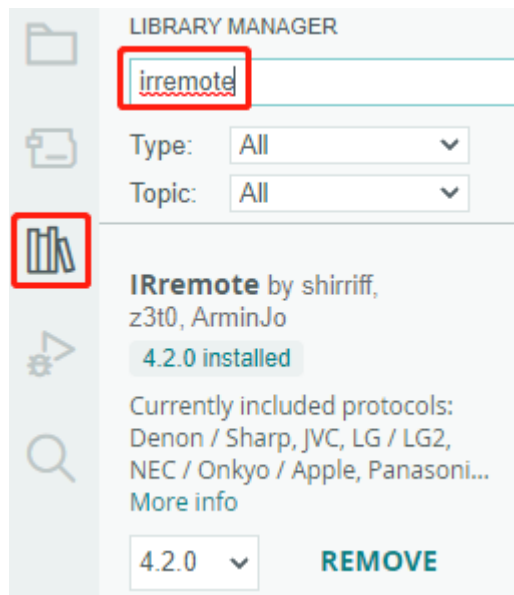 LIBRARY MANAGER
irremote
Type: All
Topic: All
IRremote by shirriff,
z3t0, ArminJo
4.2.0 installed
Currently included protocols:
Denon / Sharp, JVC, LG / LG2,
NEC / Onkyo / Apple, Panasoni...
More info
4.2.0 REMOVE